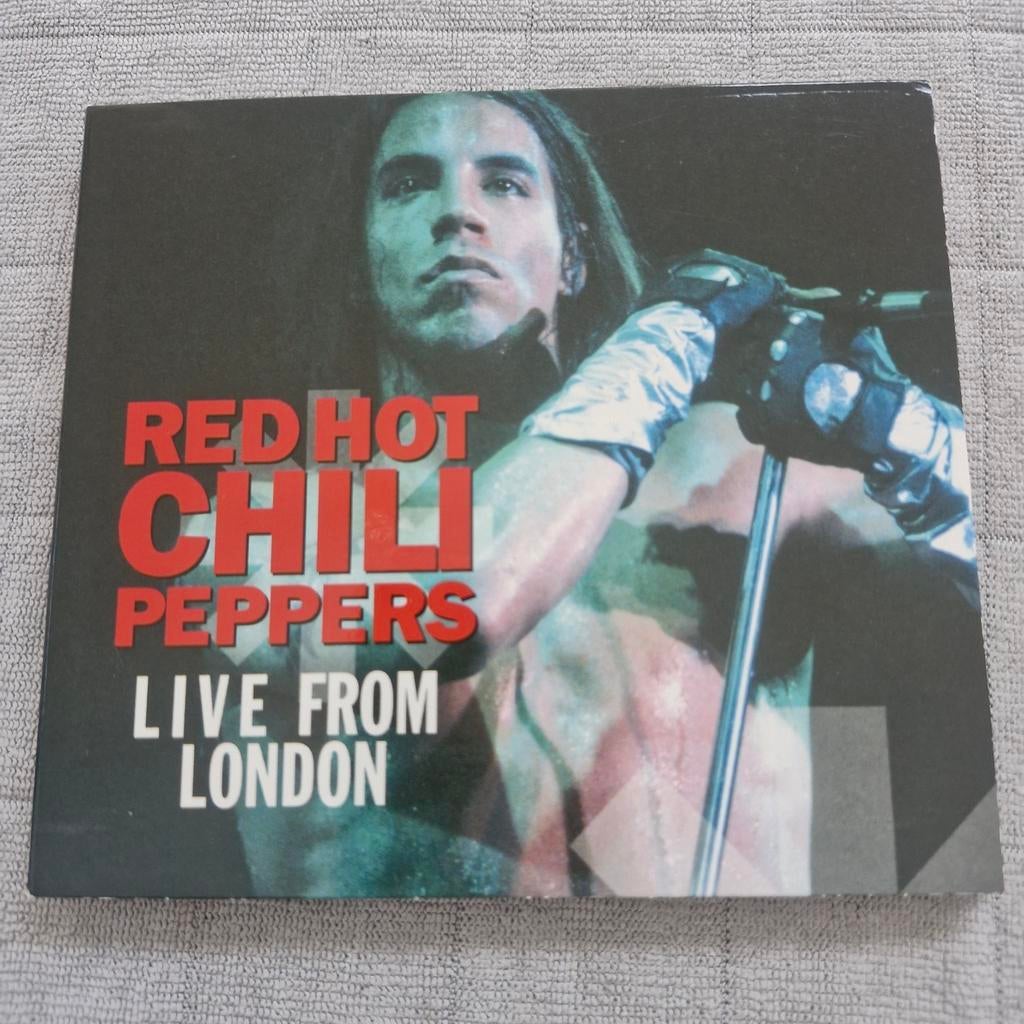 RED HOT
CHILI
PEPPERS
LIVE FROM
LONDON